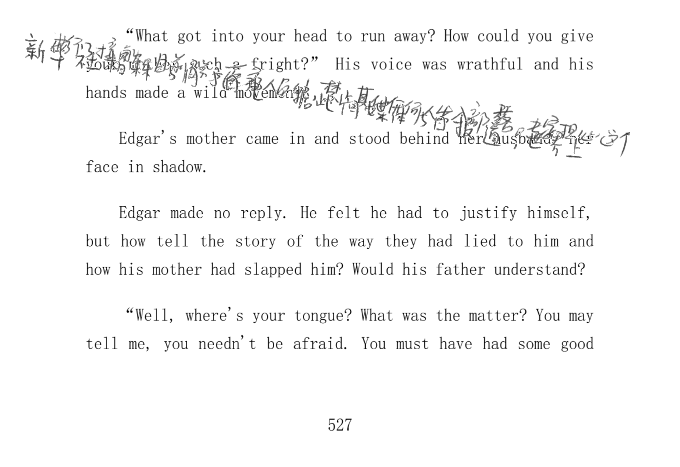 “What got into your head to run away? How could you give
such a fright?” His voice was wrathful and his
hands made a wild movement.
Edgar's mother came in and stood behind her husband, her
face in shadow.
Edgar made no reply. He felt he had to justify himself,
but how tell the story of the way they had lied to him and
how his mother had slapped him? Would his father understand?
“Well, where's your tongue? What was the matter? You may
tell me, you needn't be afraid. You must have had some good
527